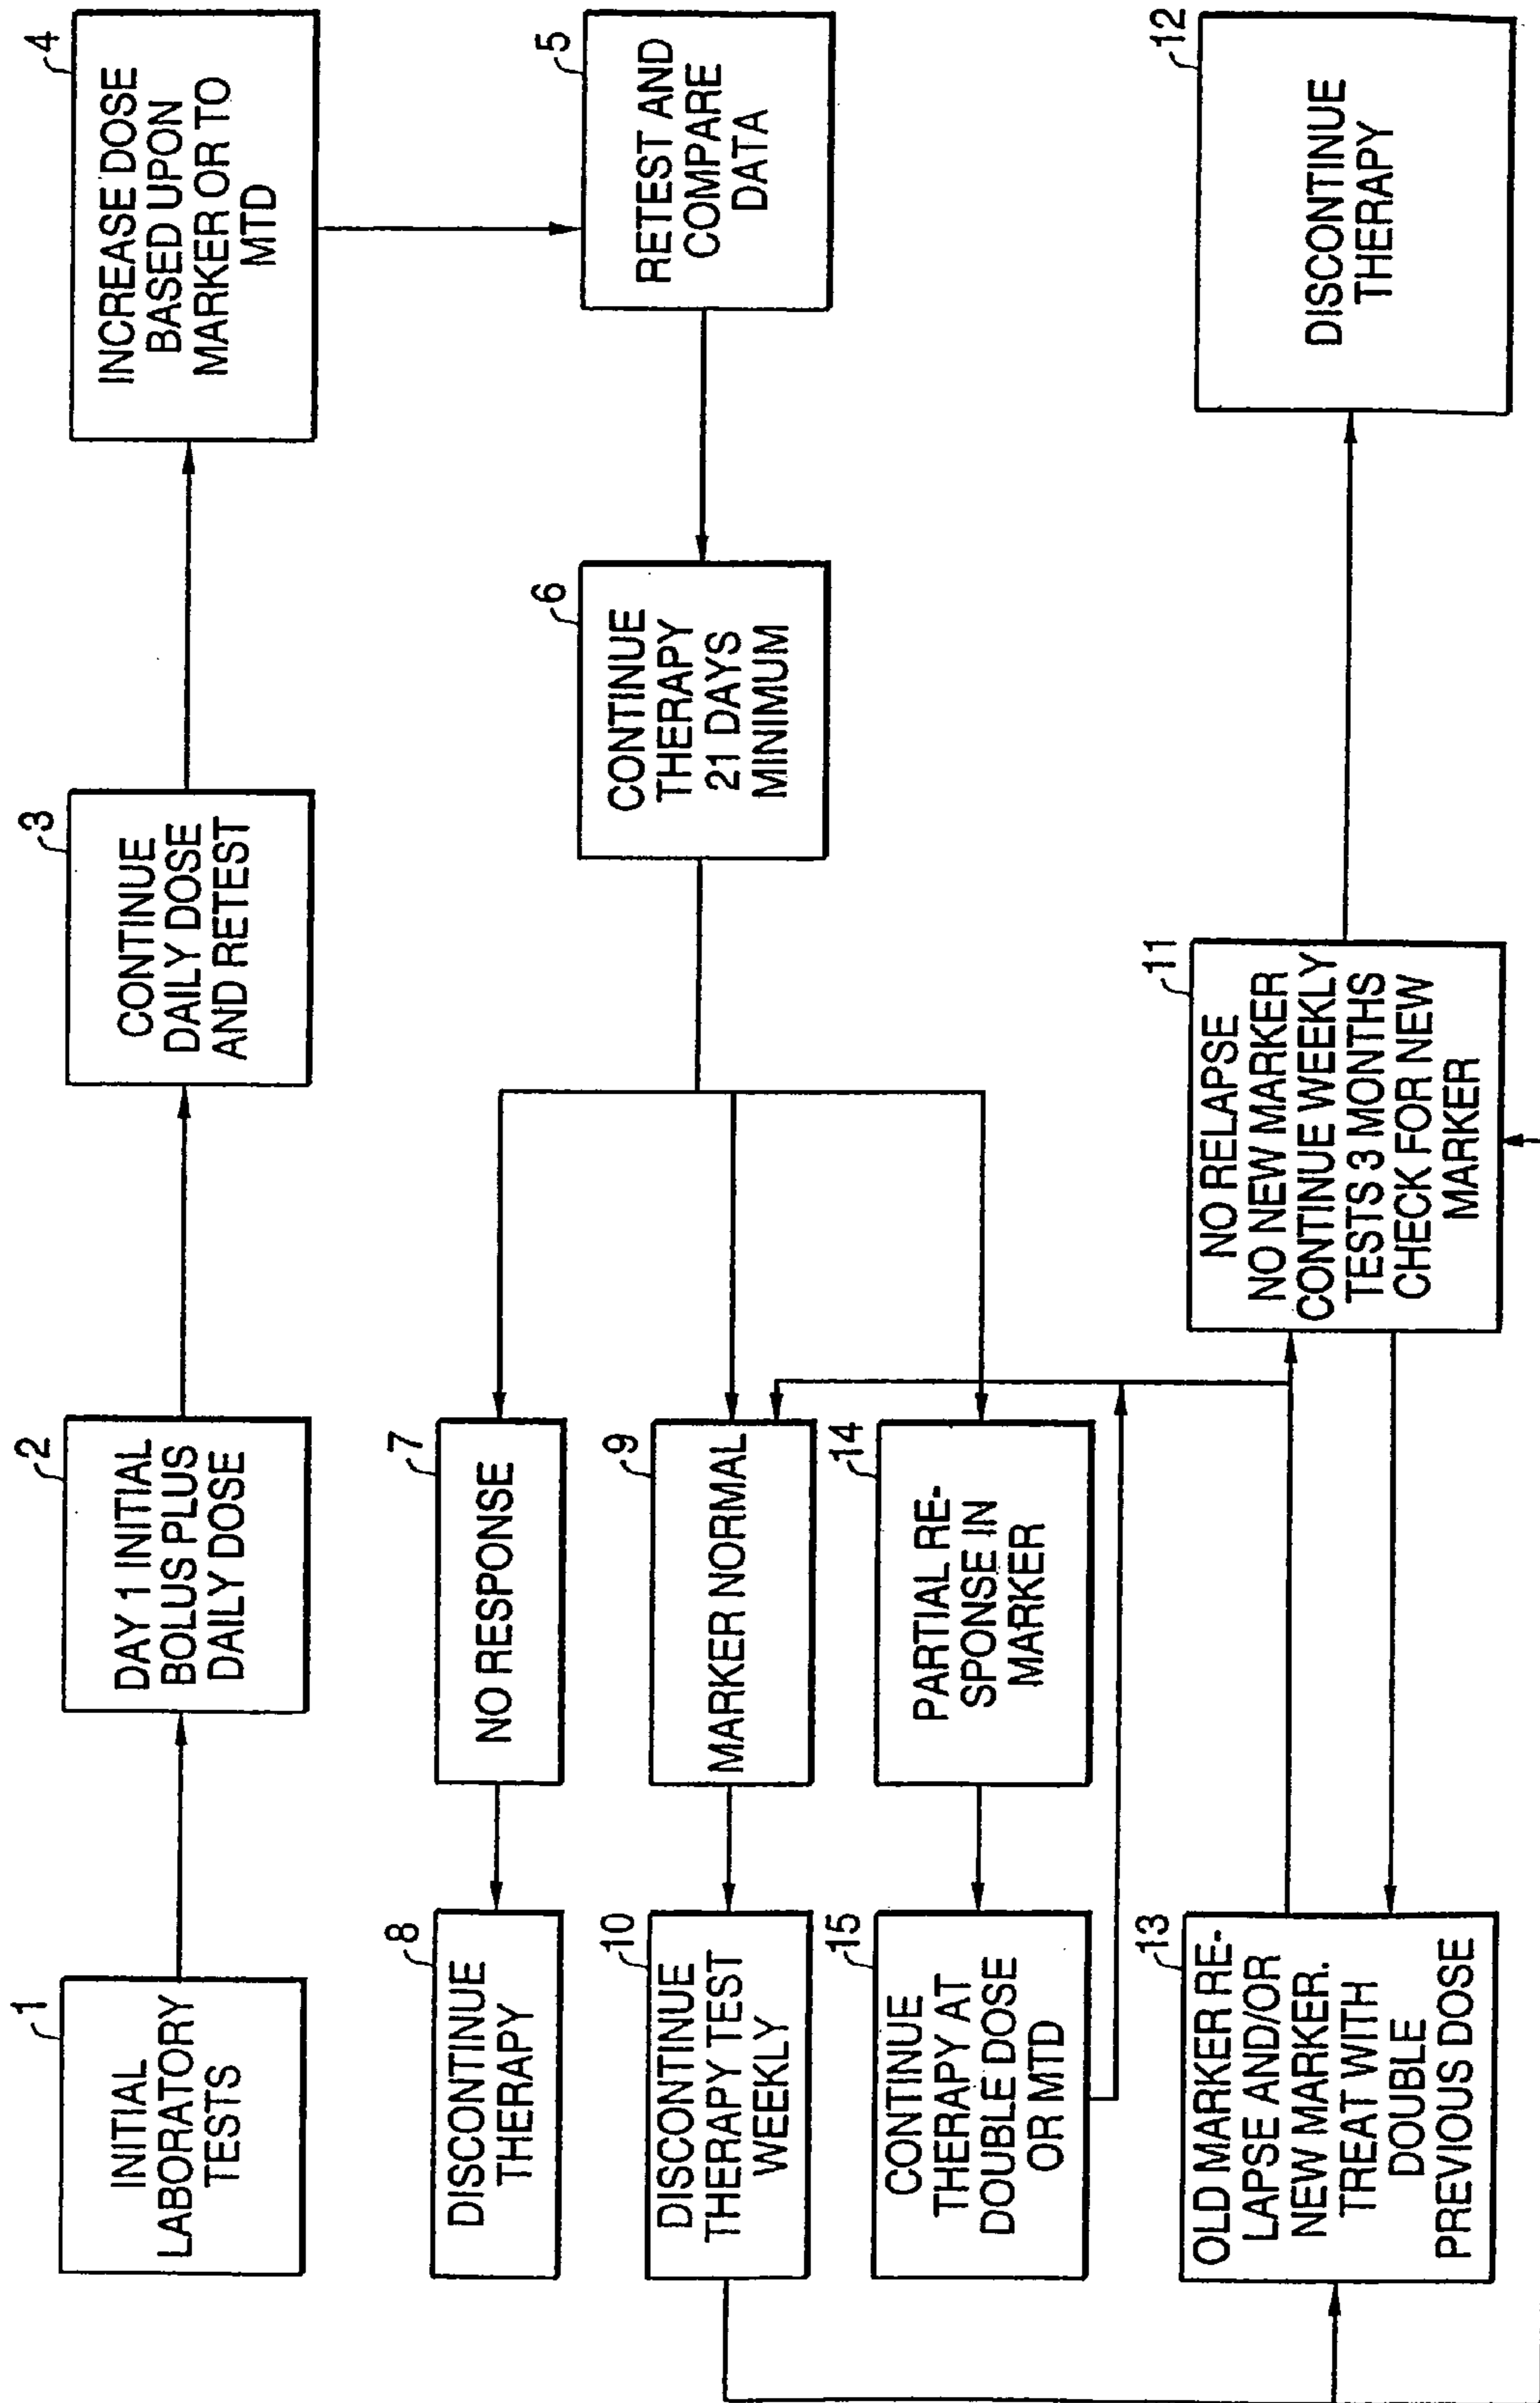 1
INITIAL
LABORATORY
TESTS
2
DAY 1 INITIAL
BOLUS PLUS
DAILY DOSE
3
CONTINUE
DAILY DOSE
AND RETEST
4
INCREASE DOSE
BASED UPON
MARKER OR TO
MTD
5
RETEST AND
COMPARE
DATA
6
CONTINUE
THERAPY
21 DAYS
MINIMUM
7
NO RESPONSE
8
DISCONTINUE
THERAPY
9
MARKER NORMAL
10
DISCONTINUE
THERAPY TEST
WEEKLY
14
PARTIAL RE-
SPONSE IN
MARKER
15
CONTINUE
THERAPY AT
DOUBLE DOSE
OR MTD
13
OLD MARKER RE-
LAPSE AND/OR
NEW MARKER.
TREAT WITH
DOUBLE
PREVIOUS DOSE
11
NO RELAPSE
NO NEW MARKER
CONTINUE WEEKLY
TESTS 3 MONTHS
CHECK FOR NEW
MARKER
12
DISCONTINUE
THERAPY